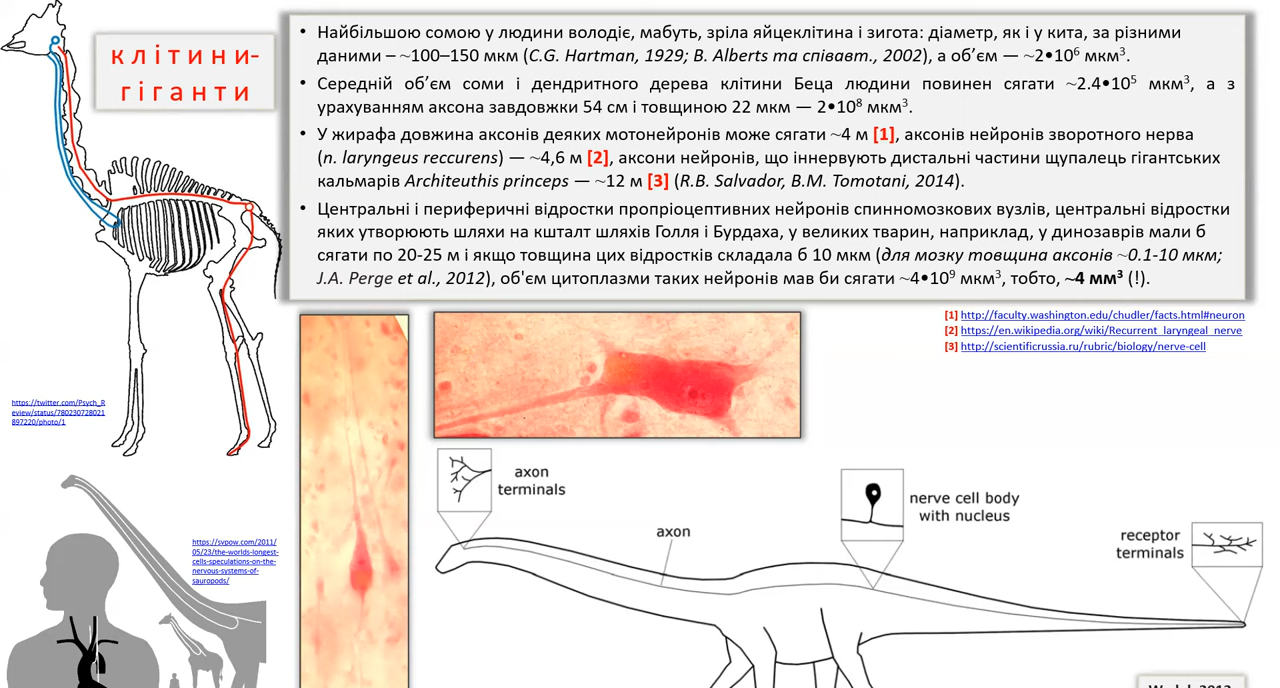 клітини-
гіганти
• Найбільшою сомою у людини володіє, мабуть, зріла яйцеклітина і зигота: діаметр, як і у кита, за різними
даними – ~100–150 мкм (C.G. Hartman, 1929; B. Alberts та співавт., 2002), а об’єм — ~2•10⁶ мкм³.
• Середній об’єм соми і дендритного дерева клітини Беца людини повинен сягати ~2.4•10⁵ мкм³, а з
урахуванням аксона завдовжки 54 см і товщиною 22 мкм — 2•10⁸ мкм³.
• У жирафа довжина аксонів деяких мотонейронів може сягати ~4 м [1], аксонів нейронів зворотного нерва
(n. laryngeus reccurens) — ~4,6 м [2], аксони нейронів, що іннервують дистальні частини щупалець гігантських
кальмарів Architeuthis princeps — ~12 м [3] (R.B. Salvador, B.M. Tomotani, 2014).
• Центральні і периферичні відростки пропріоцептивних нейронів спинномозкових вузлів, центральні відростки
яких утворюють шляхи на кшталт шляхів Голля і Бурдаха, у великих тварин, наприклад, у динозаврів мали б
сягати по 20-25 м і якщо товщина цих відростків складала б 10 мкм (для мозку товщина аксонів ~0.1-10 мкм;
J.A. Perge et al., 2012), об'єм цитоплазми таких нейронів мав би сягати ~4•10⁹ мкм³, тобто, ~4 мм³ (!).
[1] http://faculty.washington.edu/chudler/facts.html#neuron
[2] https://en.wikipedia.org/wiki/Recurrent_laryngeal_nerve
[3] http://scientificrussia.ru/rubric/biology/nerve-cell
https://twitter.com/Psych_R
eview/status/780230728021
897220/photo/1
https://svpow.com/2011/
05/23/the-worlds-longest-
cells-speculations-on-the-
nervous-systems-of-
sauropods/
axon
terminals
axon
nerve cell body
with nucleus
receptor
terminals